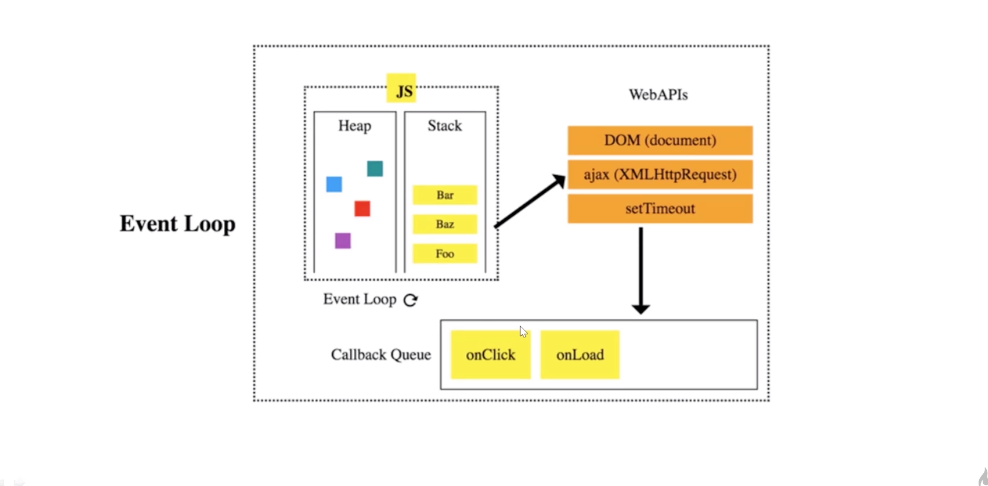 Event Loop
JS
Heap
Stack
Bar
Baz
Foo
Event Loop
WebAPIs
DOM (document)
ajax (XMLHttpRequest)
setTimeout
Callback Queue
onClick
onLoad